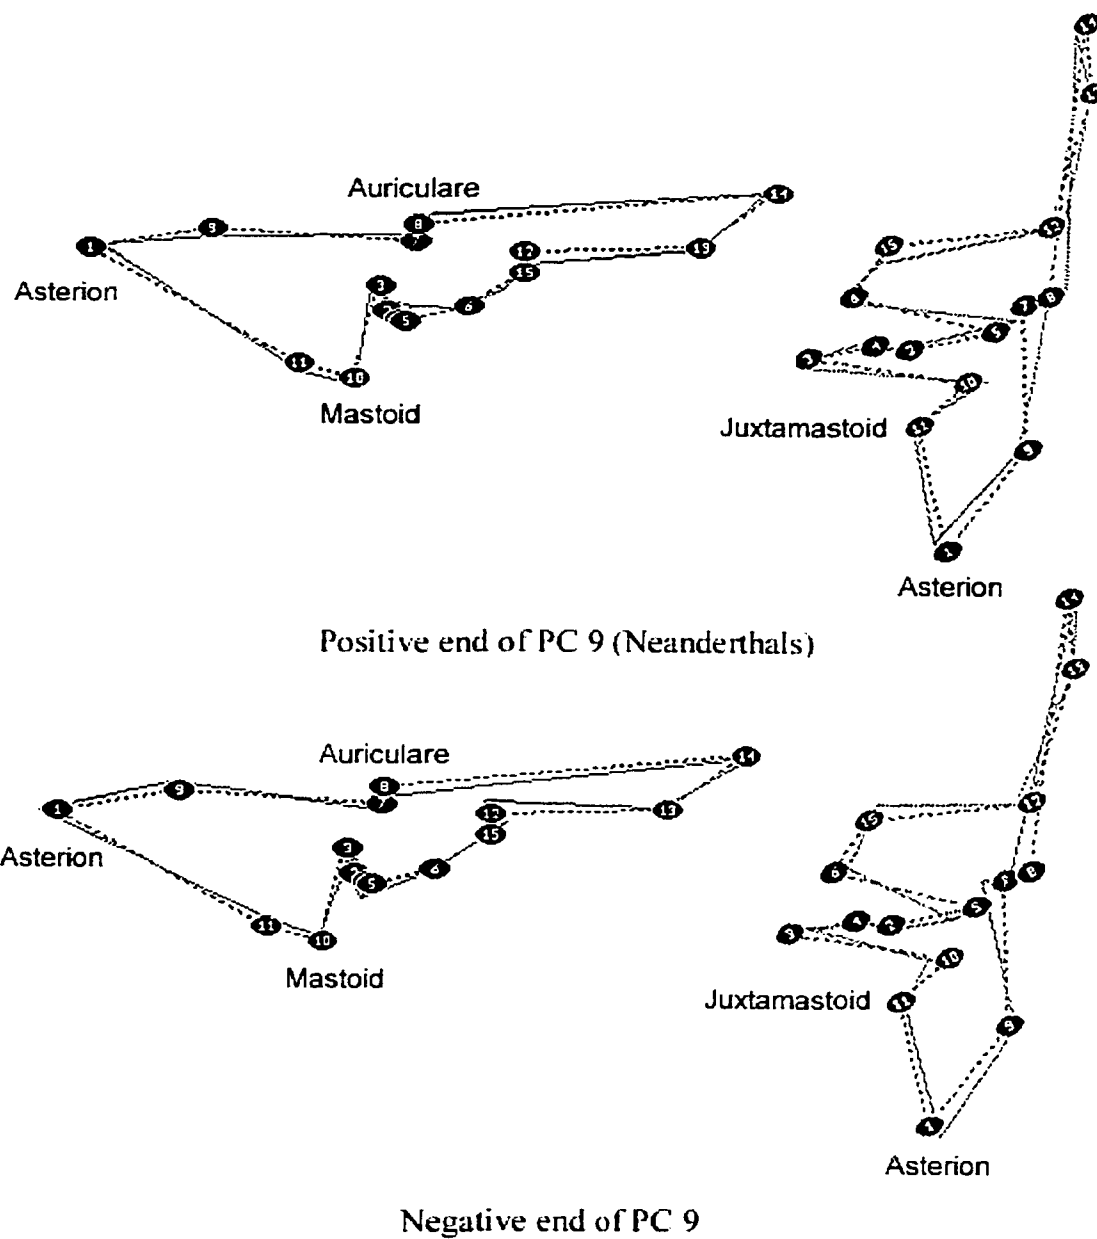 Auriculare
Asterion
Mastoid
Juxtamastoid
Asterion
Positive end of PC 9 (Neanderthals)
Auriculare
Asterion
Mastoid
Juxtamastoid
Asterion
Negative end of PC 9